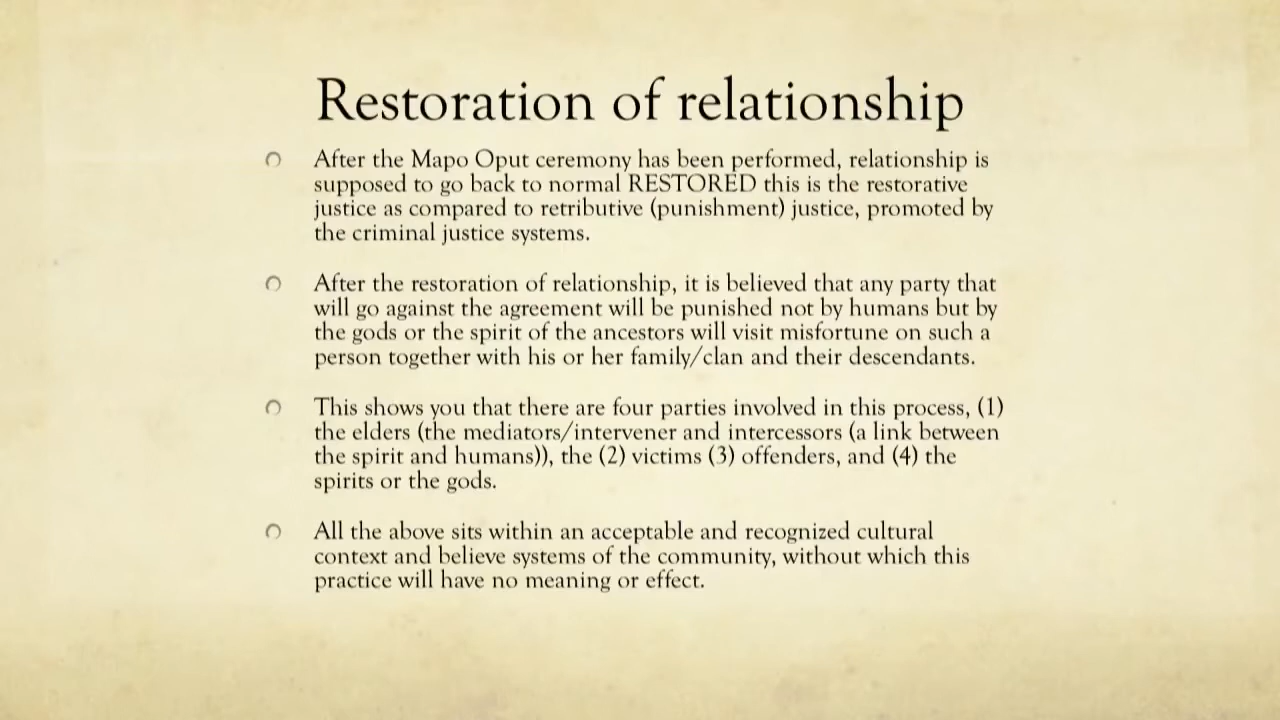 Restoration of relationship
After the Mapo Oput ceremony has been performed, relationship is
supposed to go back to normal RESTORED this is the restorative
justice as compared to retributive (punishment) justice, promoted by
the criminal justice systems.
After the restoration of relationship, it is believed that any party that
will go against the agreement will be punished not by humans but by
the gods or the spirit of the ancestors will visit misfortune on such a
person together with his or her family/clan and their descendants.
This shows you that there are four parties involved in this process, (1)
the elders (the mediators/intervener and intercessors (a link between
the spirit and humans)), the (2) victims (3) offenders, and (4) the
spirits or the gods.
All the above sits within an acceptable and recognized cultural
context and believe systems of the community, without which this
practice will have no meaning or effect.